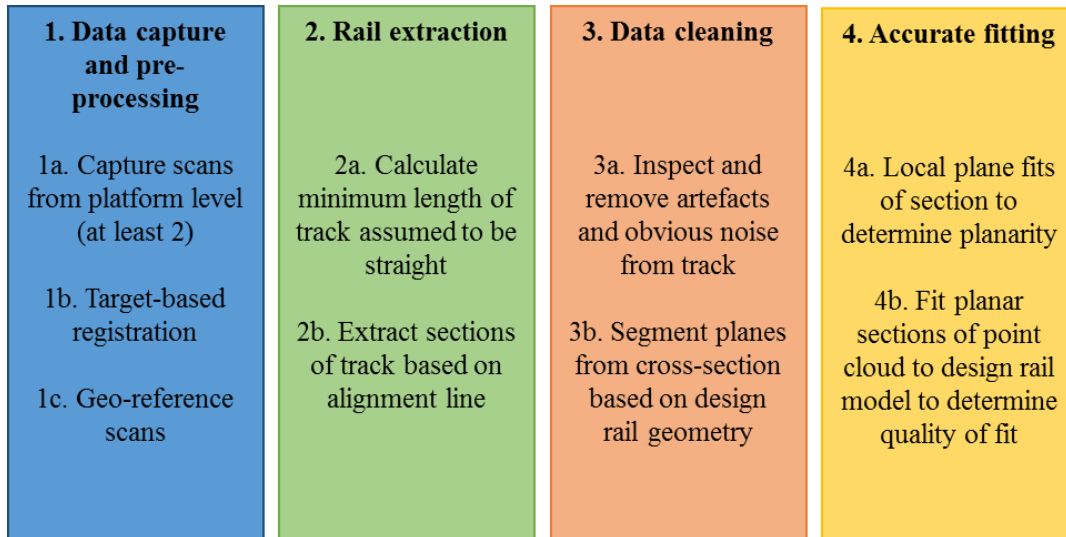 1. Data capture
and pre-
processing
1a. Capture scans
from platform level
(at least 2)
1b. Target-based
registration
1c. Geo-reference
scans
2. Rail extraction
2a. Calculate
minimum length of
track assumed to be
straight
2b. Extract sections
of track based on
alignment line
3. Data cleaning
3a. Inspect and
remove artefacts
and obvious noise
from track
3b. Segment planes
from cross-section
based on design
rail geometry
4. Accurate fitting
4a. Local plane fits
of section to
determine planarity
4b. Fit planar
sections of point
cloud to design rail
model to determine
quality of fit